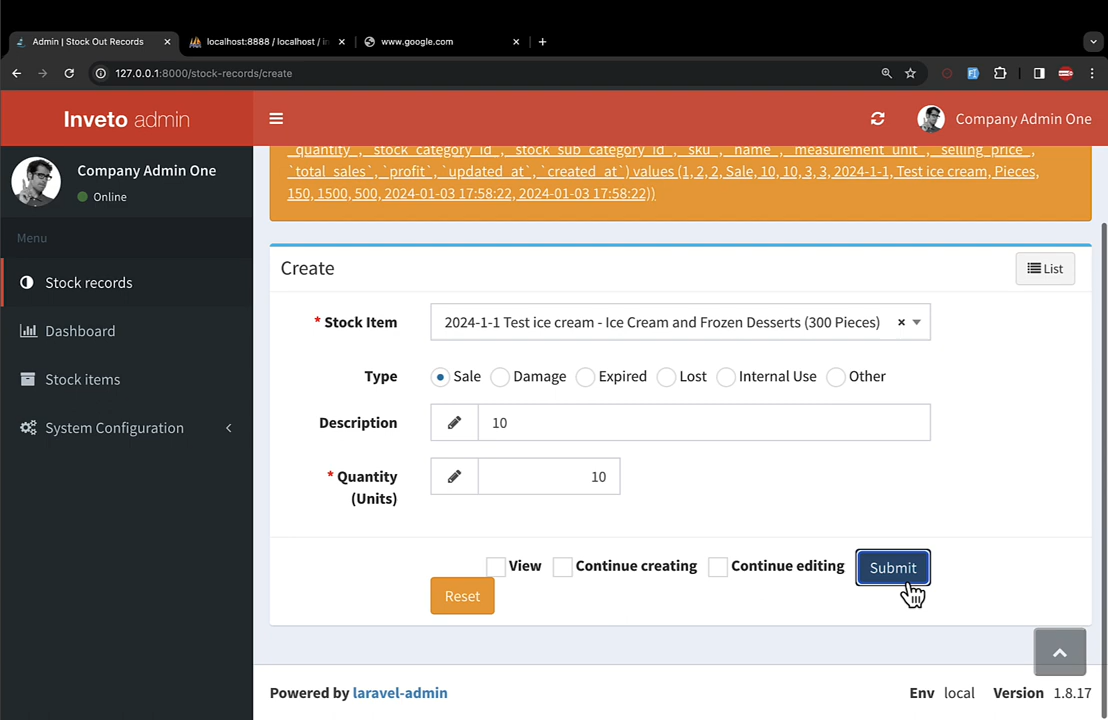 Admin | Stock Out Records
localhost:8888 / localhost / in
www.google.com
127.0.0.1:8000/stock-records/create
Inveto admin
Company Admin One
Company Admin One
Online
Menu
Stock records
Dashboard
Stock items
System Configuration
`quantity`, `stock_category_id`, `stock_sub_category_id`, `sku`, `name`, `measurement_unit`, `selling_price`,
`total_sales`, `profit`, `updated_at`, `created_at`) values (1, 2, 2, Sale, 10, 10, 3, 3, 2024-1-1, Test ice cream, Pieces,
150, 1500, 500, 2024-01-03 17:58:22, 2024-01-03 17:58:22))
Create
List
* Stock Item
2024-1-1 Test ice cream - Ice Cream and Frozen Desserts (300 Pieces)
Type
Sale Damage Expired Lost Internal Use Other
Description
10
* Quantity
(Units)
10
View Continue creating Continue editing Submit
Reset
Powered by laravel-admin
Env local Version 1.8.17